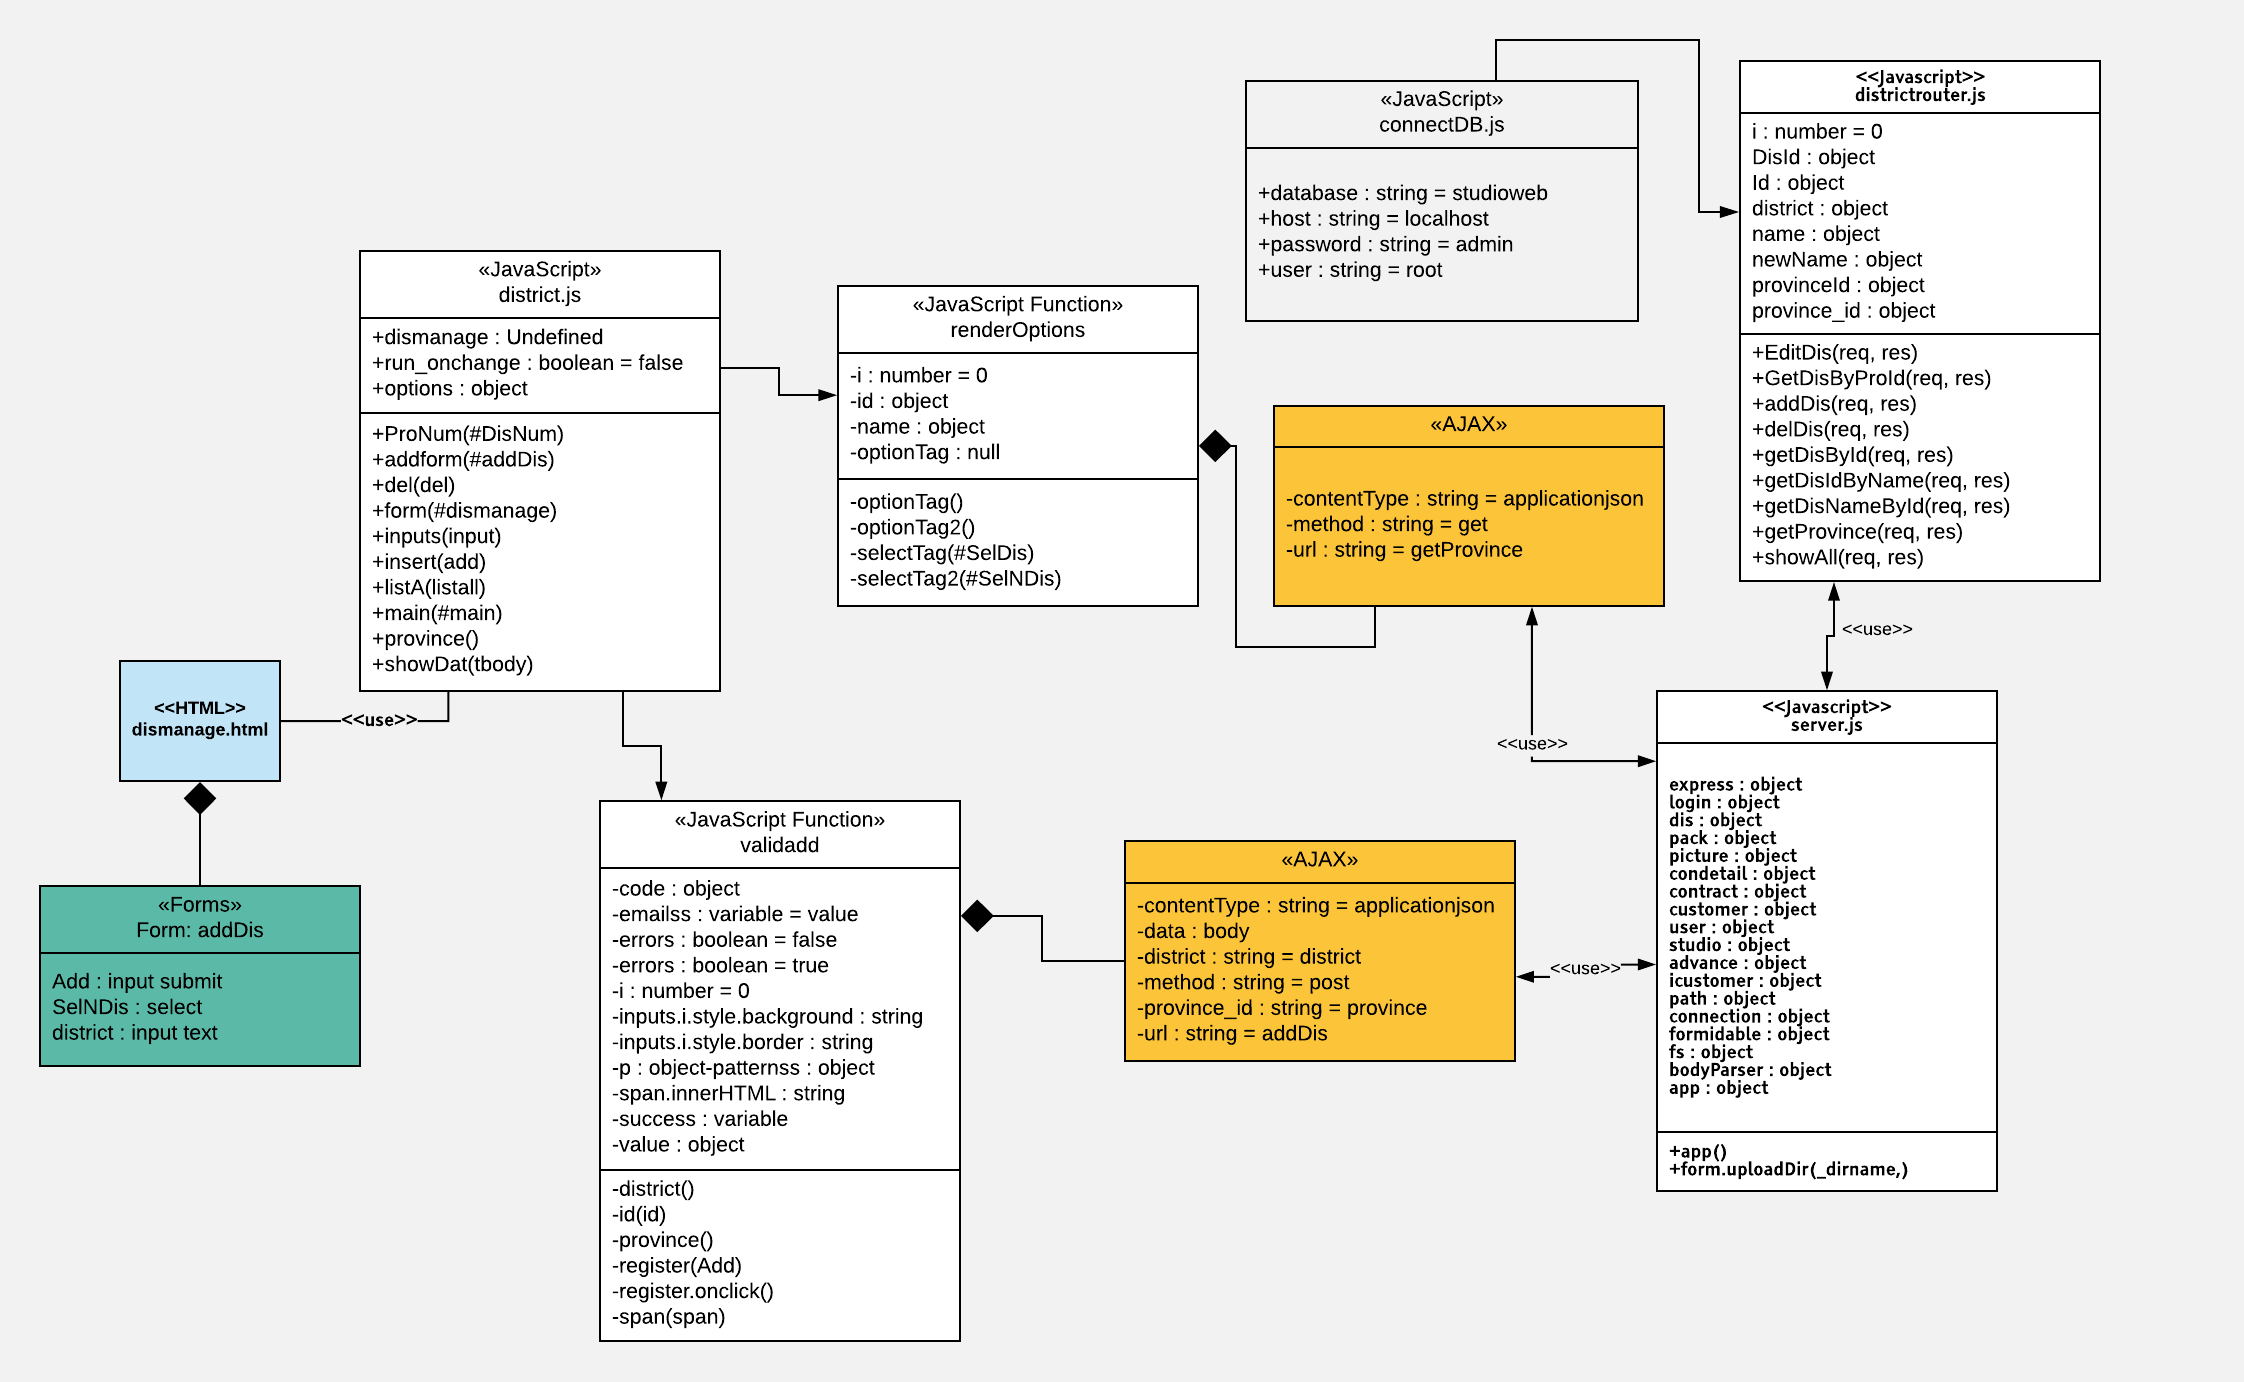 «JavaScript»
connectDB.js
+database : string = studioweb
+host : string = localhost
+password : string = admin
+user : string = root
<<Javascript>>
districtrouter.js
i : number = 0
DisId : object
Id : object
district : object
name : object
newName : object
provinceId : object
province_id : object
+EditDis(req, res)
+GetDisByProId(req, res)
+addDis(req, res)
+delDis(req, res)
+getDisById(req, res)
+getDisIdByName(req, res)
+getDisNameById(req, res)
+getProvince(req, res)
+showAll(req, res)
«JavaScript»
district.js
+dismanage : Undefined
+run_onchange : boolean = false
+options : object
+ProNum(#DisNum)
+addform(#addDis)
+del(del)
+form(#dismanage)
+inputs(input)
+insert(add)
+listA(listall)
+main(#main)
+province()
+showDat(tbody)
«JavaScript Function»
renderOptions
-i : number = 0
-id : object
-name : object
-optionTag : null
-optionTag()
-optionTag2()
-selectTag(#SelDis)
-selectTag2(#SelNDis)
«AJAX»
-contentType : string = applicationjson
-method : string = get
-url : string = getProvince
<<use>>
<<HTML>>
dismanage.html
<<use>>
<<use>>
«Forms»
Form: addDis
Add : input submit
SelNDis : select
district : input text
«JavaScript Function»
validadd
-code : object
-emailss : variable = value
-errors : boolean = false
-errors : boolean = true
-i : number = 0
-inputs.i.style.background : string
-inputs.i.style.border : string
-p : object-patternss : object
-span.innerHTML : string
-success : variable
-value : object
-district()
-id(id)
-province()
-register(Add)
-register.onclick()
-span(span)
«AJAX»
-contentType : string = applicationjson
-data : body
-district : string = district
-method : string = post
-province_id : string = province
-url : string = addDis
<<use>>
<<Javascript>>
server.js
express : object
login : object
dis : object
pack : object
picture : object
condetail : object
contract : object
customer : object
user : object
studio : object
advance : object
icustomer : object
path : object
connection : object
formidable : object
fs : object
bodyParser : object
app : object
+app()
+form.uploadDir(_dirname,)